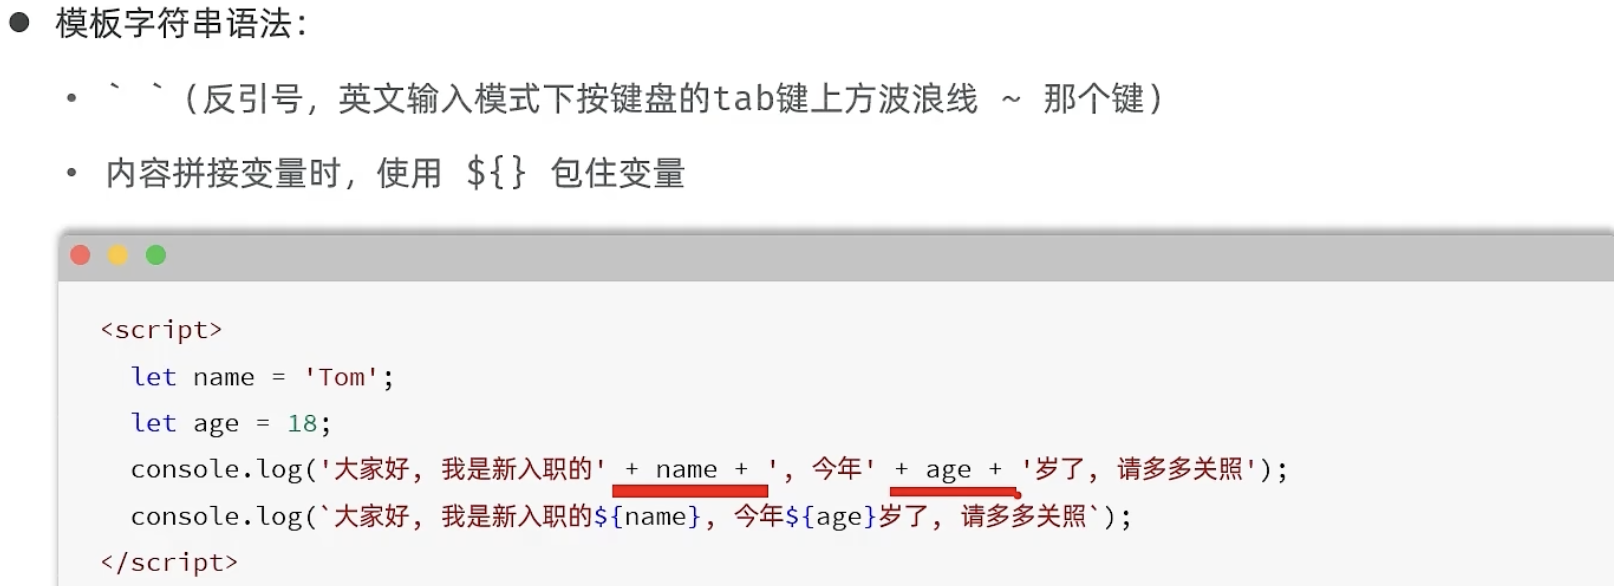 ● 模板字符串语法：
• ` `（反引号，英文输入模式下按键盘的tab键上方波浪线 ~ 那个键）
• 内容拼接变量时，使用 ${} 包住变量
<script>
  let name = 'Tom';
  let age = 18;
  console.log('大家好, 我是新入职的' + name + ', 今年' + age + '岁了, 请多多关照');
  console.log(`大家好, 我是新入职的${name}, 今年${age}岁了, 请多多关照`);
</script>